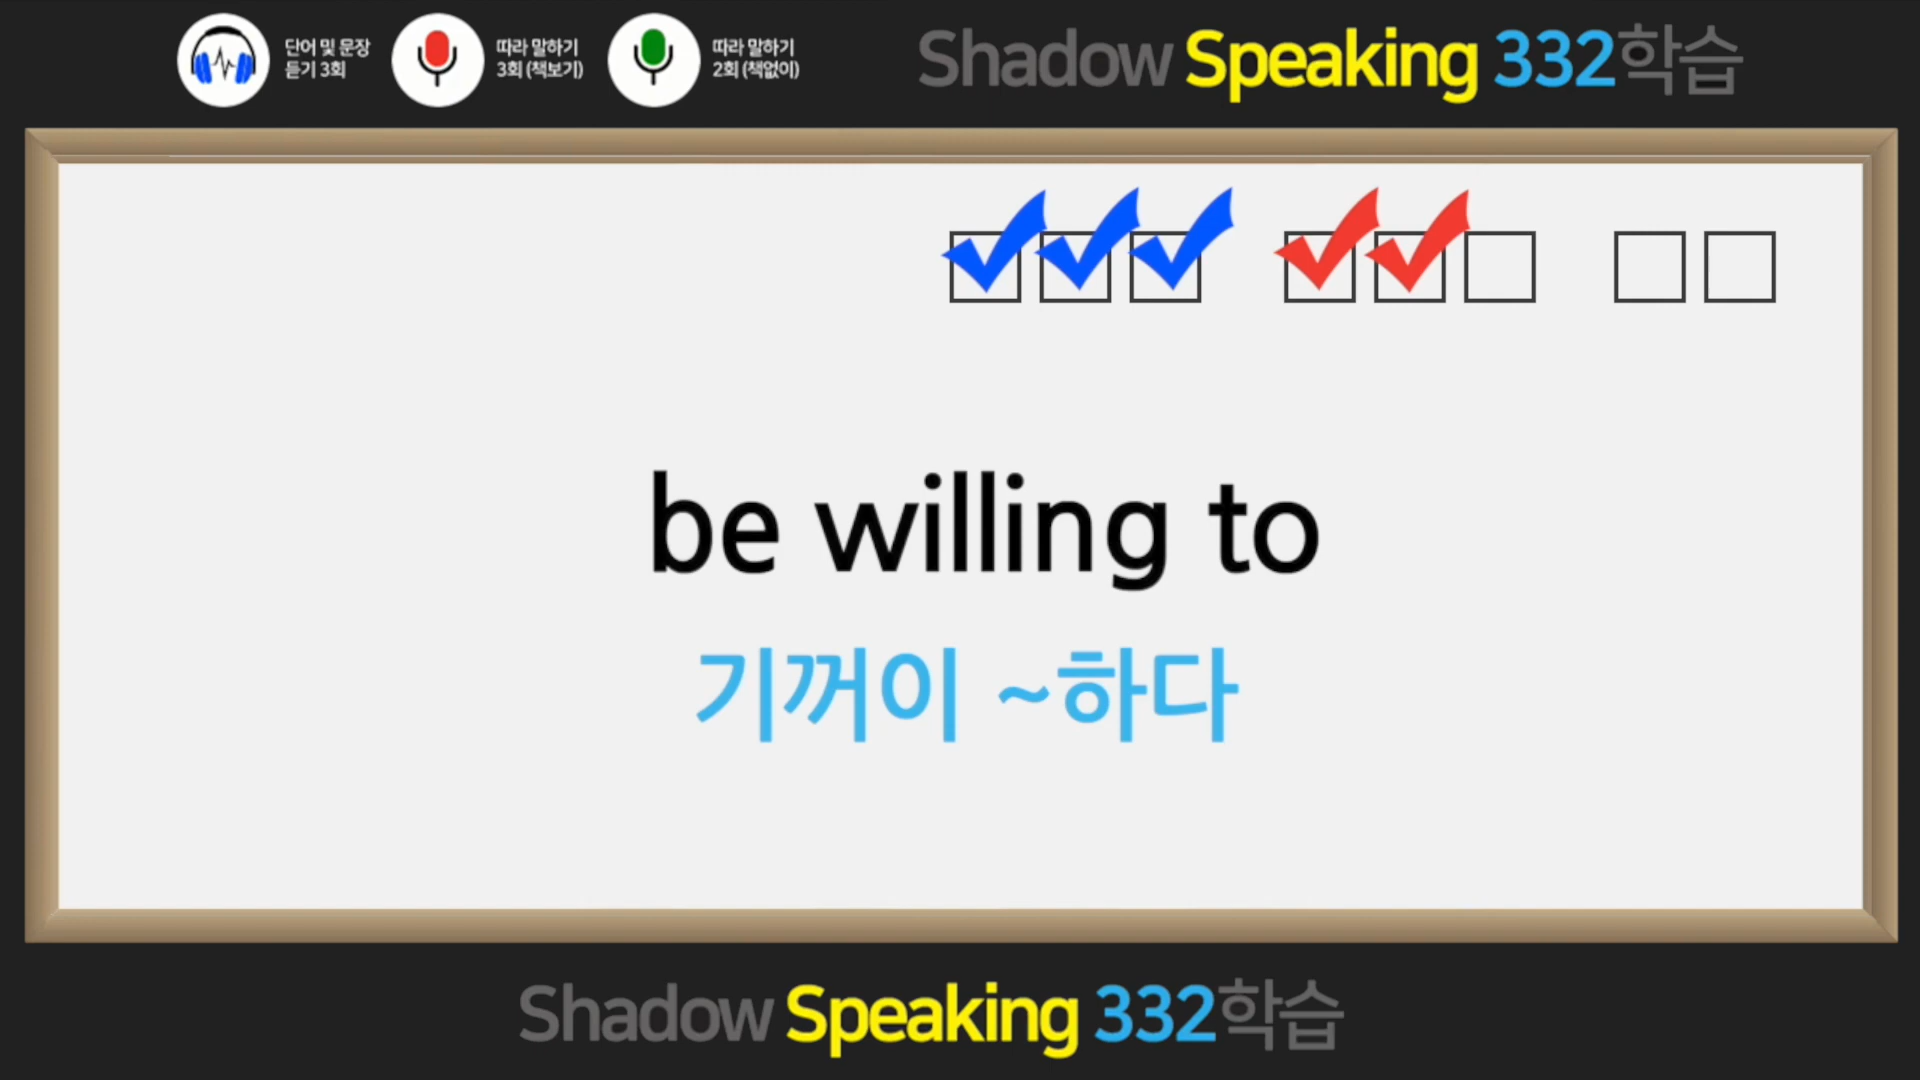 단어 및 문장
듣기 3회
따라 말하기
3회 (책보기)
따라 말하기
2회 (책없이)
Shadow Speaking 332학습
be willing to
기꺼이 ~하다
Shadow Speaking 332학습